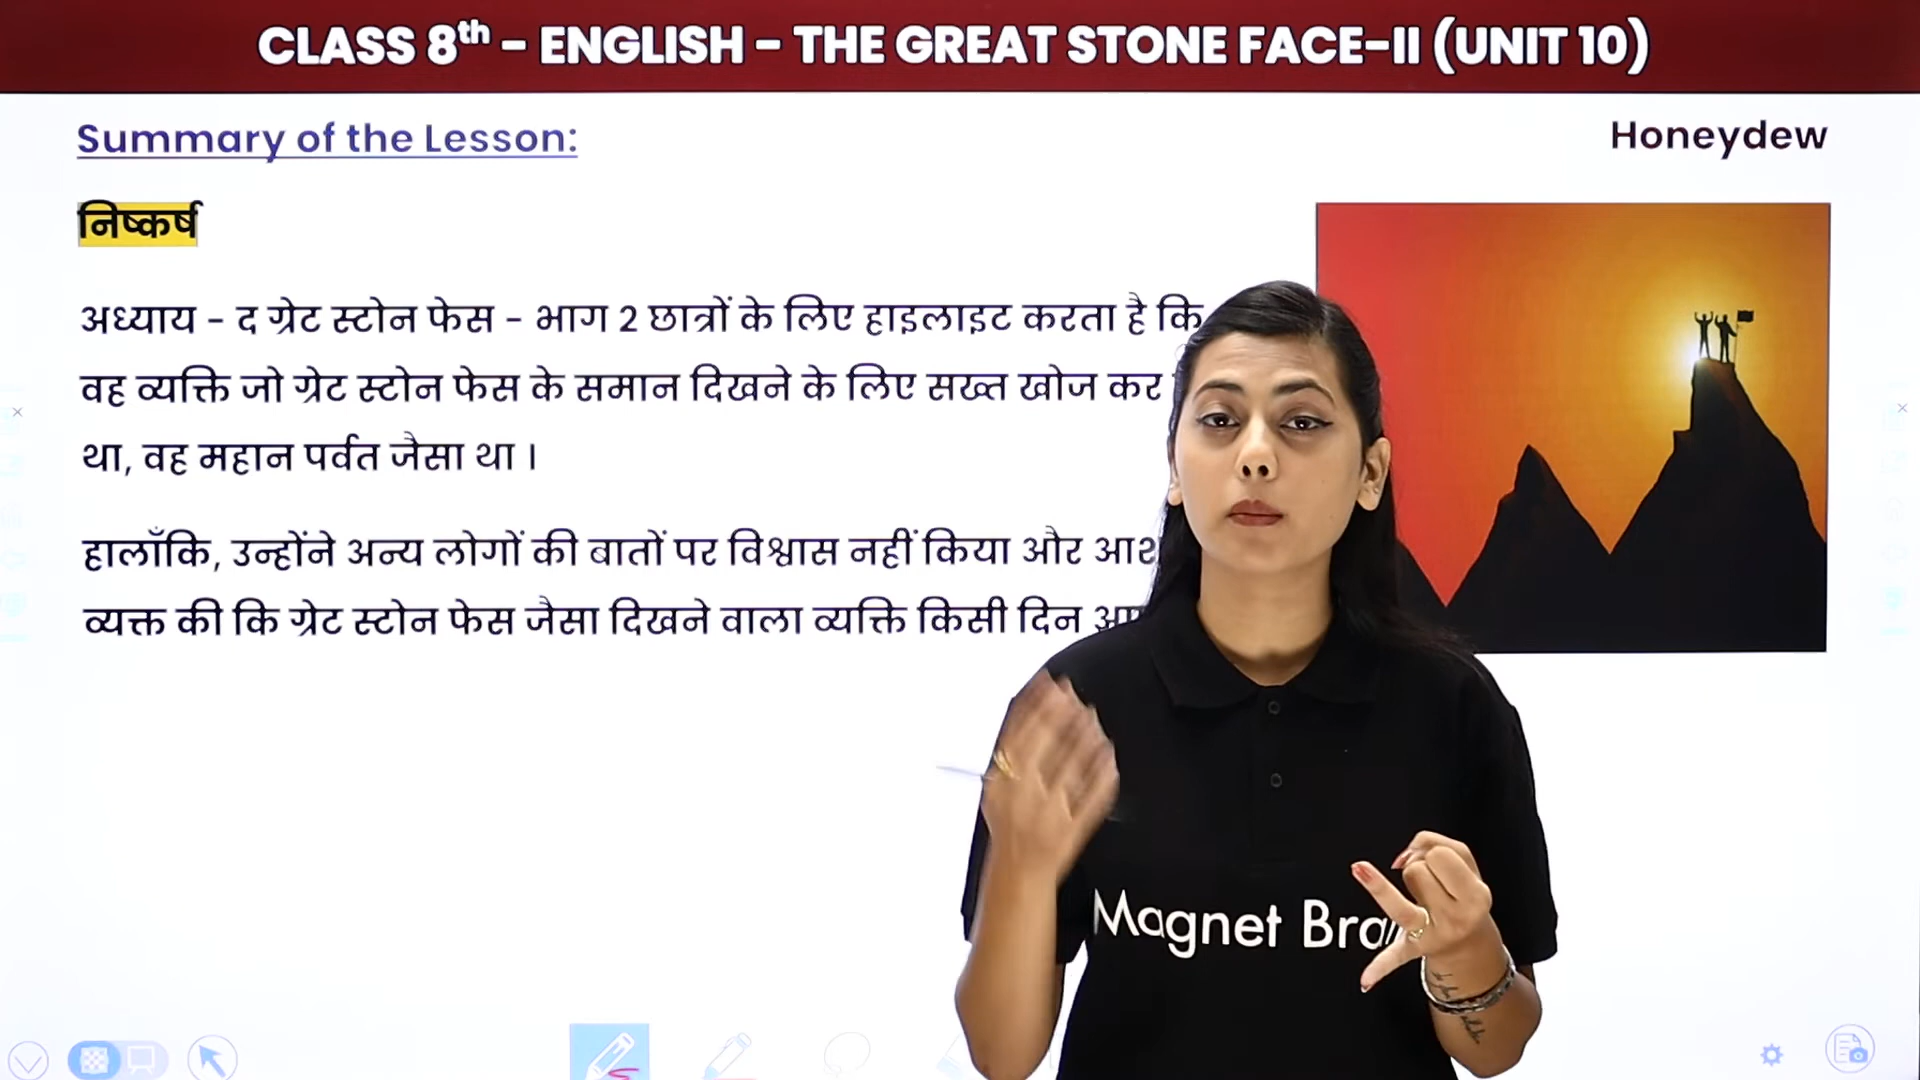 CLASS 8th - ENGLISH - THE GREAT STONE FACE-II (UNIT 10)
Summary of the Lesson:
Honeydew
निष्कर्ष
अध्याय - द ग्रेट स्टोन फेस - भाग 2 छात्रों के लिए हाइलाइट करता है कि
वह व्यक्ति जो ग्रेट स्टोन फेस के समान दिखने के लिए सख्त खोज कर
था, वह महान पर्वत जैसा था ।
हालाँकि, उन्होंने अन्य लोगों की बातों पर विश्वास नहीं किया और
व्यक्त की कि ग्रेट स्टोन फेस जैसा दिखने वाला व्यक्ति किसी दिन
Magnet